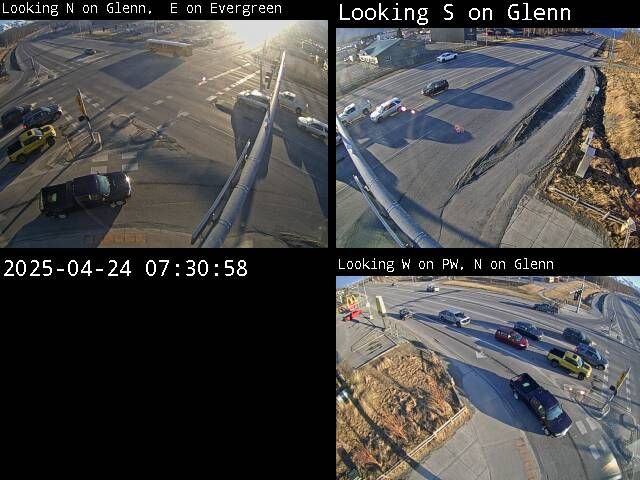 Looking N on Glenn, E on Evergreen
Looking S on Glenn
2025-04-24 07:30:58
Looking W on PW, N on Glenn